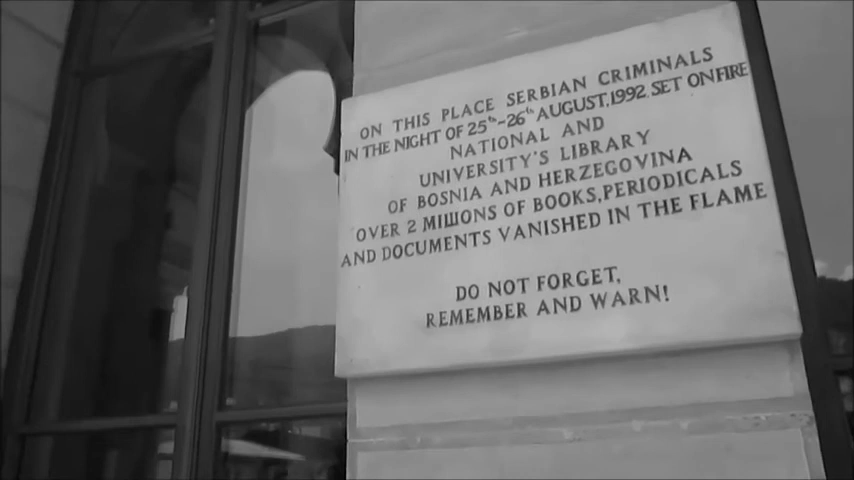 ON THIS PLACE SERBIAN CRIMINALS
IN THE NIGHT OF 25th-26th AUGUST,1992. SET ON FIRE
NATIONAL AND
UNIVERSITY'S LIBRARY
OF BOSNIA AND HERZEGOVINA
OVER 2 MILLIONS OF BOOKS,PERIODICALS
AND DOCUMENTS VANISHED IN THE FLAME
DO NOT FORGET,
REMEMBER AND WARN!